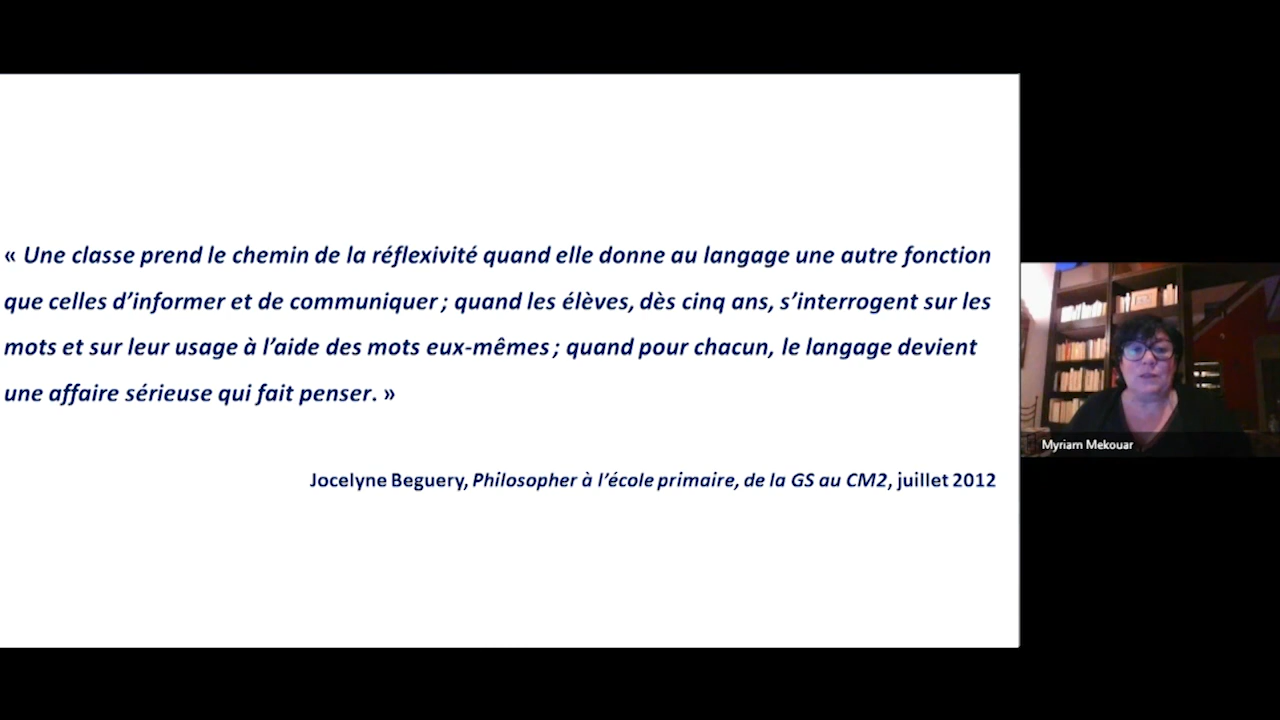 « Une classe prend le chemin de la réflexivité quand elle donne au langage une autre fonction
que celles d’informer et de communiquer ; quand les élèves, dès cinq ans, s’interrogent sur les
mots et sur leur usage à l’aide des mots eux-mêmes ; quand pour chacun, le langage devient
une affaire sérieuse qui fait penser. »
Jocelyne Beguery, Philosopher à l’école primaire, de la GS au CM2, juillet 2012
Myriam Mekouar